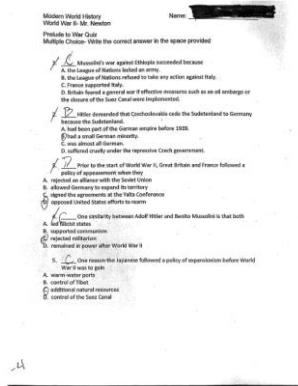 Modern World History Name:
World War II- Mr. Newton
Prelude to War Quiz
Multiple Choice- Write the correct answer in the space provided
C Mussolini's war against Ethiopia succeeded because
A. the League of Nations lacked an army.
B. the League of Nations refused to take any action against Italy.
C. France supported Italy.
D. Britain feared a general war if effective measures such as an oil embargo or
the closure of the Suez Canal were implemented.
B Hitler demanded that Czechoslovakia cede the Sudetenland to Germany
because the Sudetenland.
A. had been part of the German empire before 1939.
B. had a small German minority.
C. was almost all German.
D. suffered cruelly under the repressive Czech government.
D Prior to the start of World War II, Great Britain and France followed a
policy of appeasement when they
A. rejected an alliance with the Soviet Union
B. allowed Germany to expand its territory
C. signed the agreements at the Yalta Conference
D. opposed United States efforts to rearm
C One similarity between Adolf Hitler and Benito Mussolini is that both
A. led fascist states
B. supported communism
C. rejected militarism
D. remained in power after World War II
5. C One reason the Japanese followed a policy of expansionism before World
War II was to gain
A. warm-water ports
B. control of Tibet
C. additional natural resources
D. control of the Suez Canal
-4